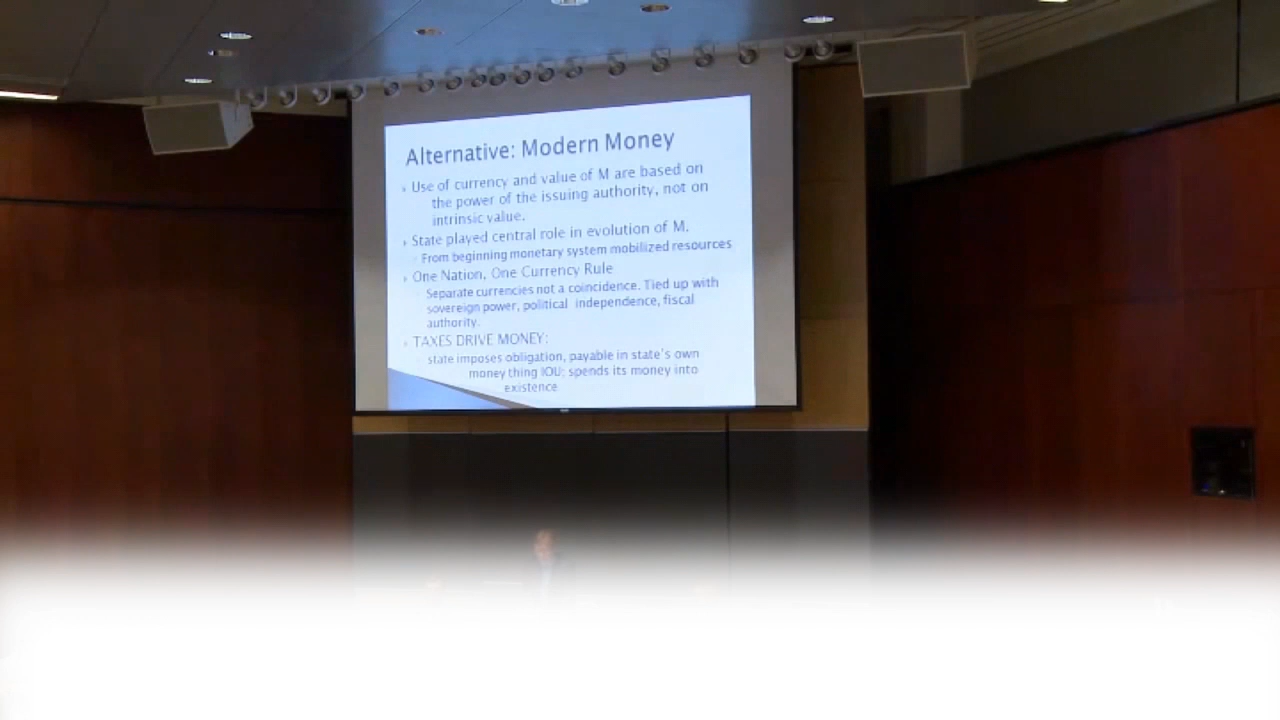 Alternative: Modern Money
Use of currency and value of M are based on
the power of the issuing authority, not on
intrinsic value.
State played central role in evolution of M.
From beginning monetary system mobilized resources
One Nation, One Currency Rule
Separate currencies not a coincidence. Tied up with
sovereign power, political independence, fiscal
authority.
TAXES DRIVE MONEY:
state imposes obligation, payable in state's own
money thing IOU; spends its money into
existence